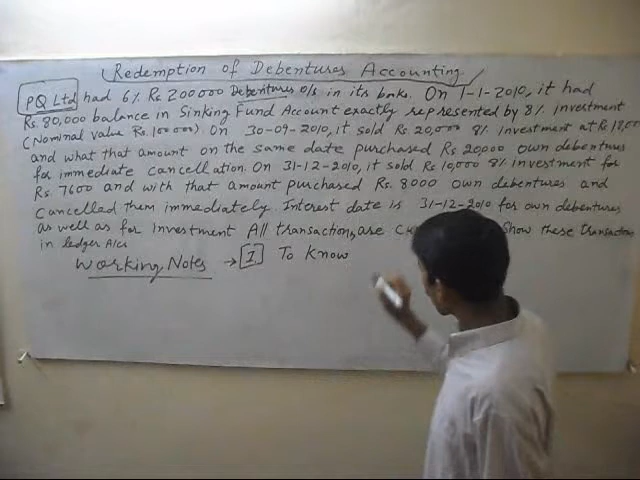 Redemption of Debentures Accounting
PQ Ltd had 6% Rs. 200000 Debentures o/s in its books. On 1-1-2010, it had
Rs. 80,000 balance in Sinking Fund Account exactly represented by 8% investment
(Nominal value Rs. 100000) On 30-09-2010, it sold Rs. 20,000 8% investment at Rs
and what that amount on the same date purchased Rs. 20000 own debentures
for immediate cancellation. On 31-12-2010, it sold Rs 10,000 8% investment for
Rs. 7600 and with that amount purchased Rs. 8000 own debentures and
cancelled them immediately. Interest date is 31-12-2010 for own debentures
as well as for Investment All transactions, are Show these transaction
in ledger A/cs
Working Notes → I To Know